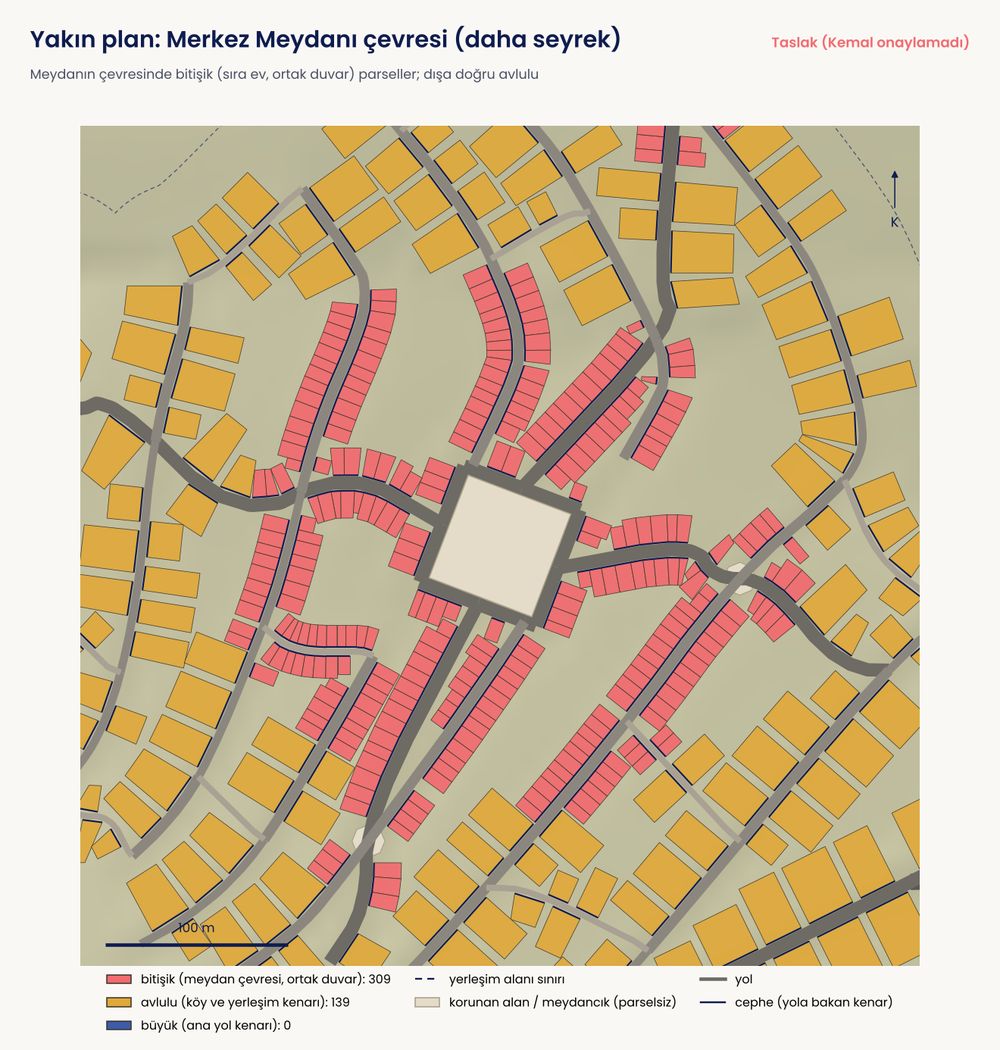 Yakın plan: Merkez Meydanı çevresi (daha seyrek)
Taslak (Kemal onaylamadı)
Meydanın çevresinde bitişik (sıra ev, ortak duvar) parseller; dışa doğru avlulu
K
100 m
bitişik (meydan çevresi, ortak duvar): 309
avlulu (köy ve yerleşim kenarı): 139
büyük (ana yol kenarı): 0
yerleşim alanı sınırı
korunan alan / meydancık (parselsiz)
yol
cephe (yola bakan kenar)